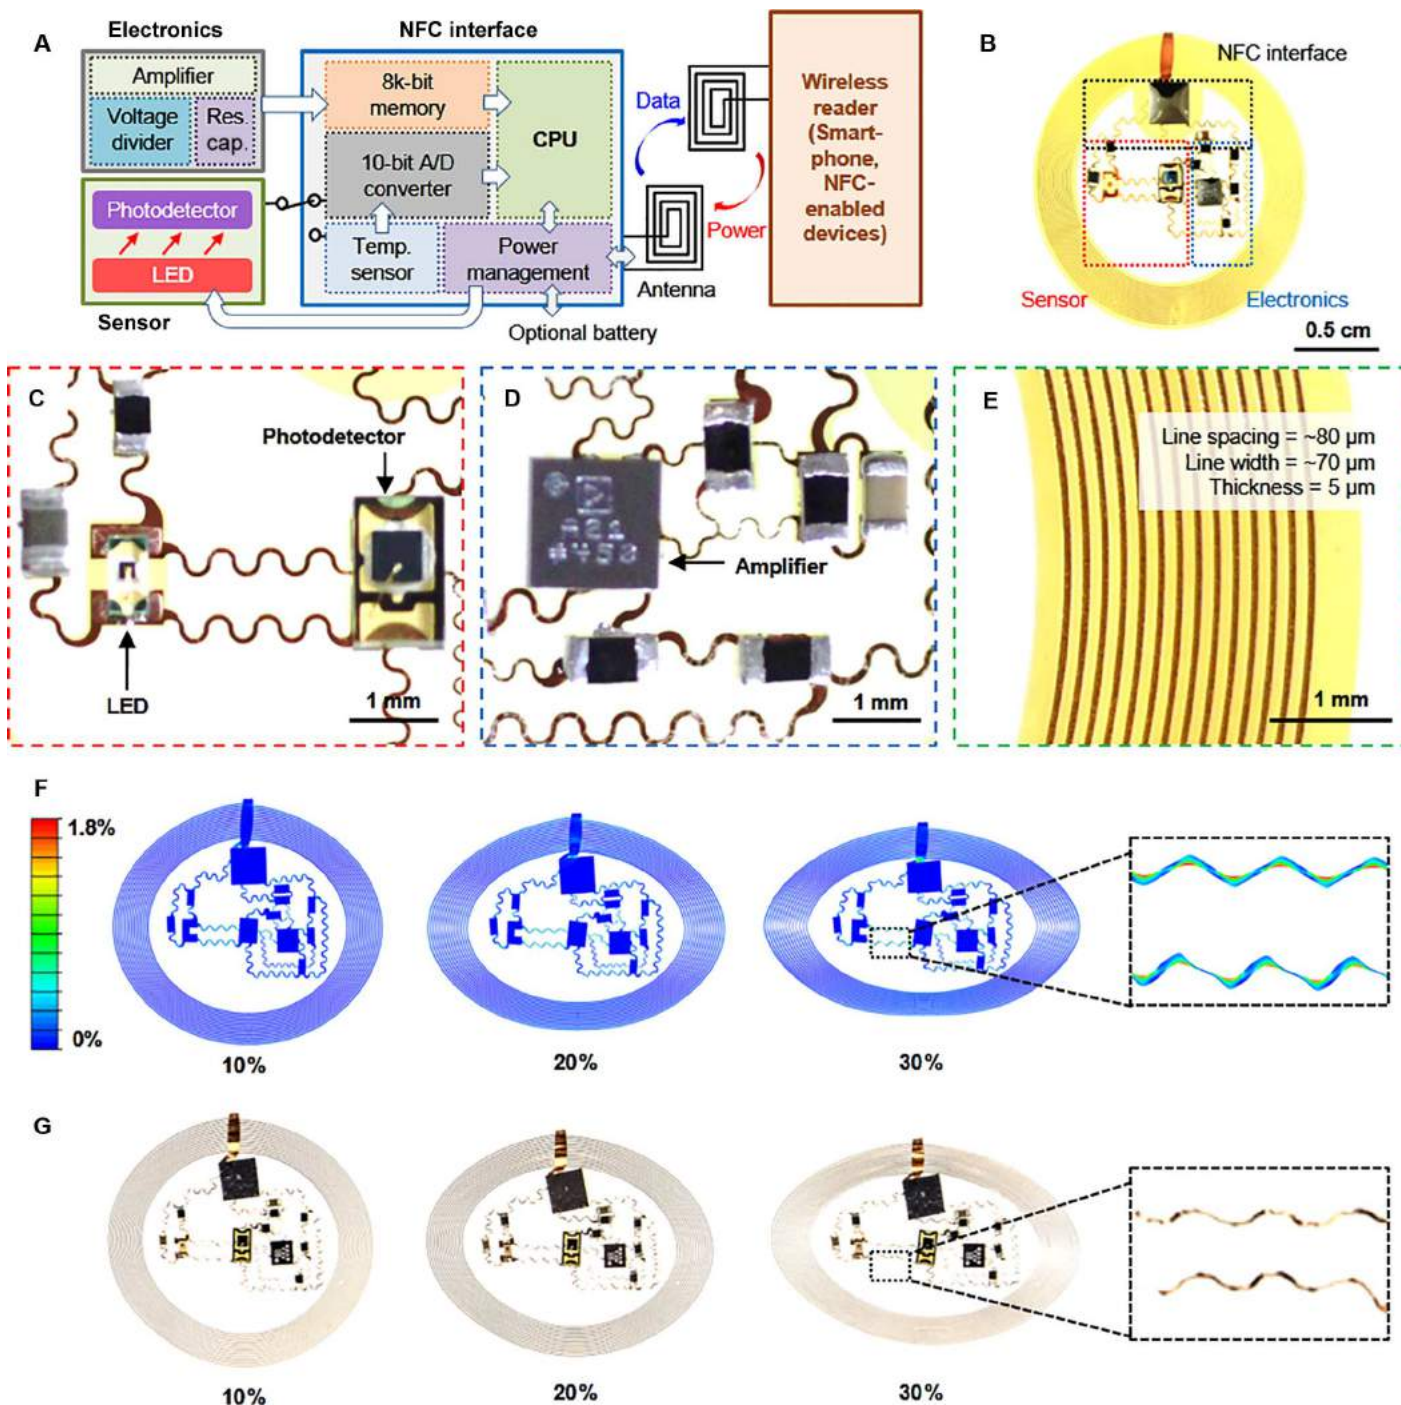 A
Electronics
NFC interface
Amplifier
Voltage
divider
Res.
cap.
8k-bit
memory
10-bit A/D
converter
CPU
Photodetector
LED
Sensor
Temp.
sensor
Power
management
Optional battery
Data
Power
Antenna
Wireless
reader
(Smart-
phone,
NFC-
enabled
devices)
B
NFC interface
Sensor
Electronics
0.5 cm
C
Photodetector
LED
1 mm
D
Amplifier
1 mm
E
Line spacing = ~80 µm
Line width = ~70 µm
Thickness = 5 µm
1 mm
F
1.8%
0%
10%
20%
30%
G
10%
20%
30%